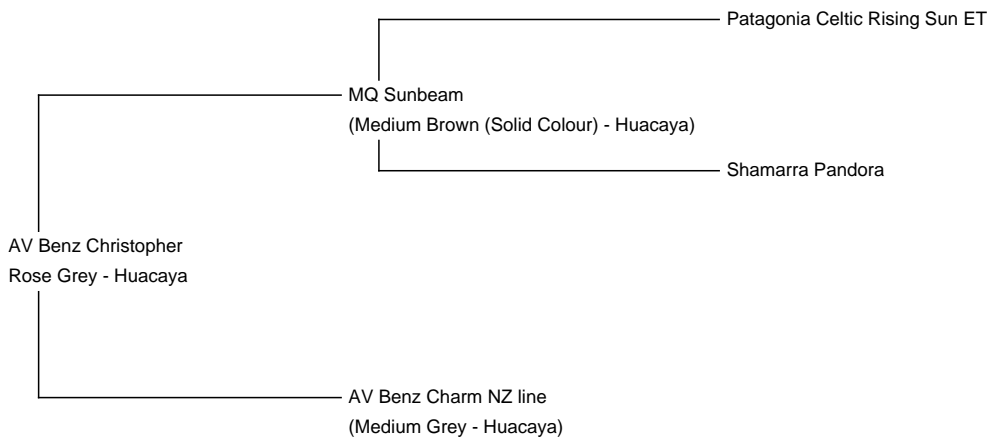 Patagonia Celtic Rising Sun ET
MQ Sunbeam
(Medium Brown (Solid Colour) - Huacaya)
Shamarra Pandora
AV Benz Christopher
Rose Grey - Huacaya
AV Benz Charm NZ line
(Medium Grey - Huacaya)